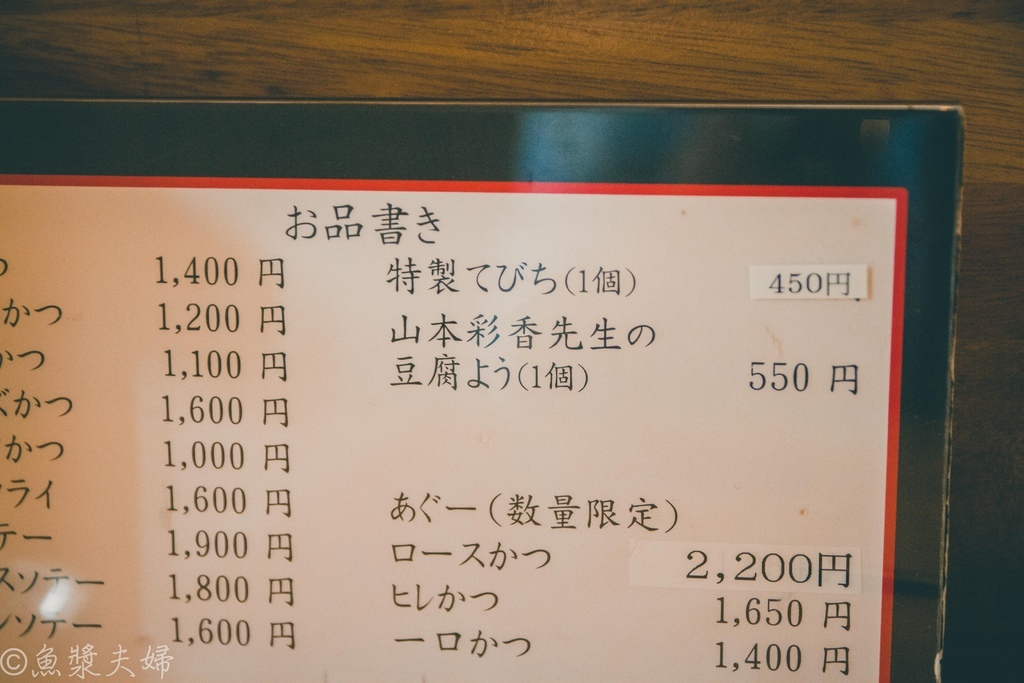 お品書き
1,400 円
かつ 1,200 円
かつ 1,100 円
ズかつ 1,600 円
かつ 1,000 円
フライ 1,600 円
テー 1,900 円
スソテー 1,800 円
ソテー 1,600 円
特製てびち(1個) 450円
山本彩香先生の
豆腐よう(1個) 550 円
あぐー(数量限定)
ロースかつ 2,200円
ヒレかつ 1,650 円
一口かつ 1,400 円
©魚漿夫婦